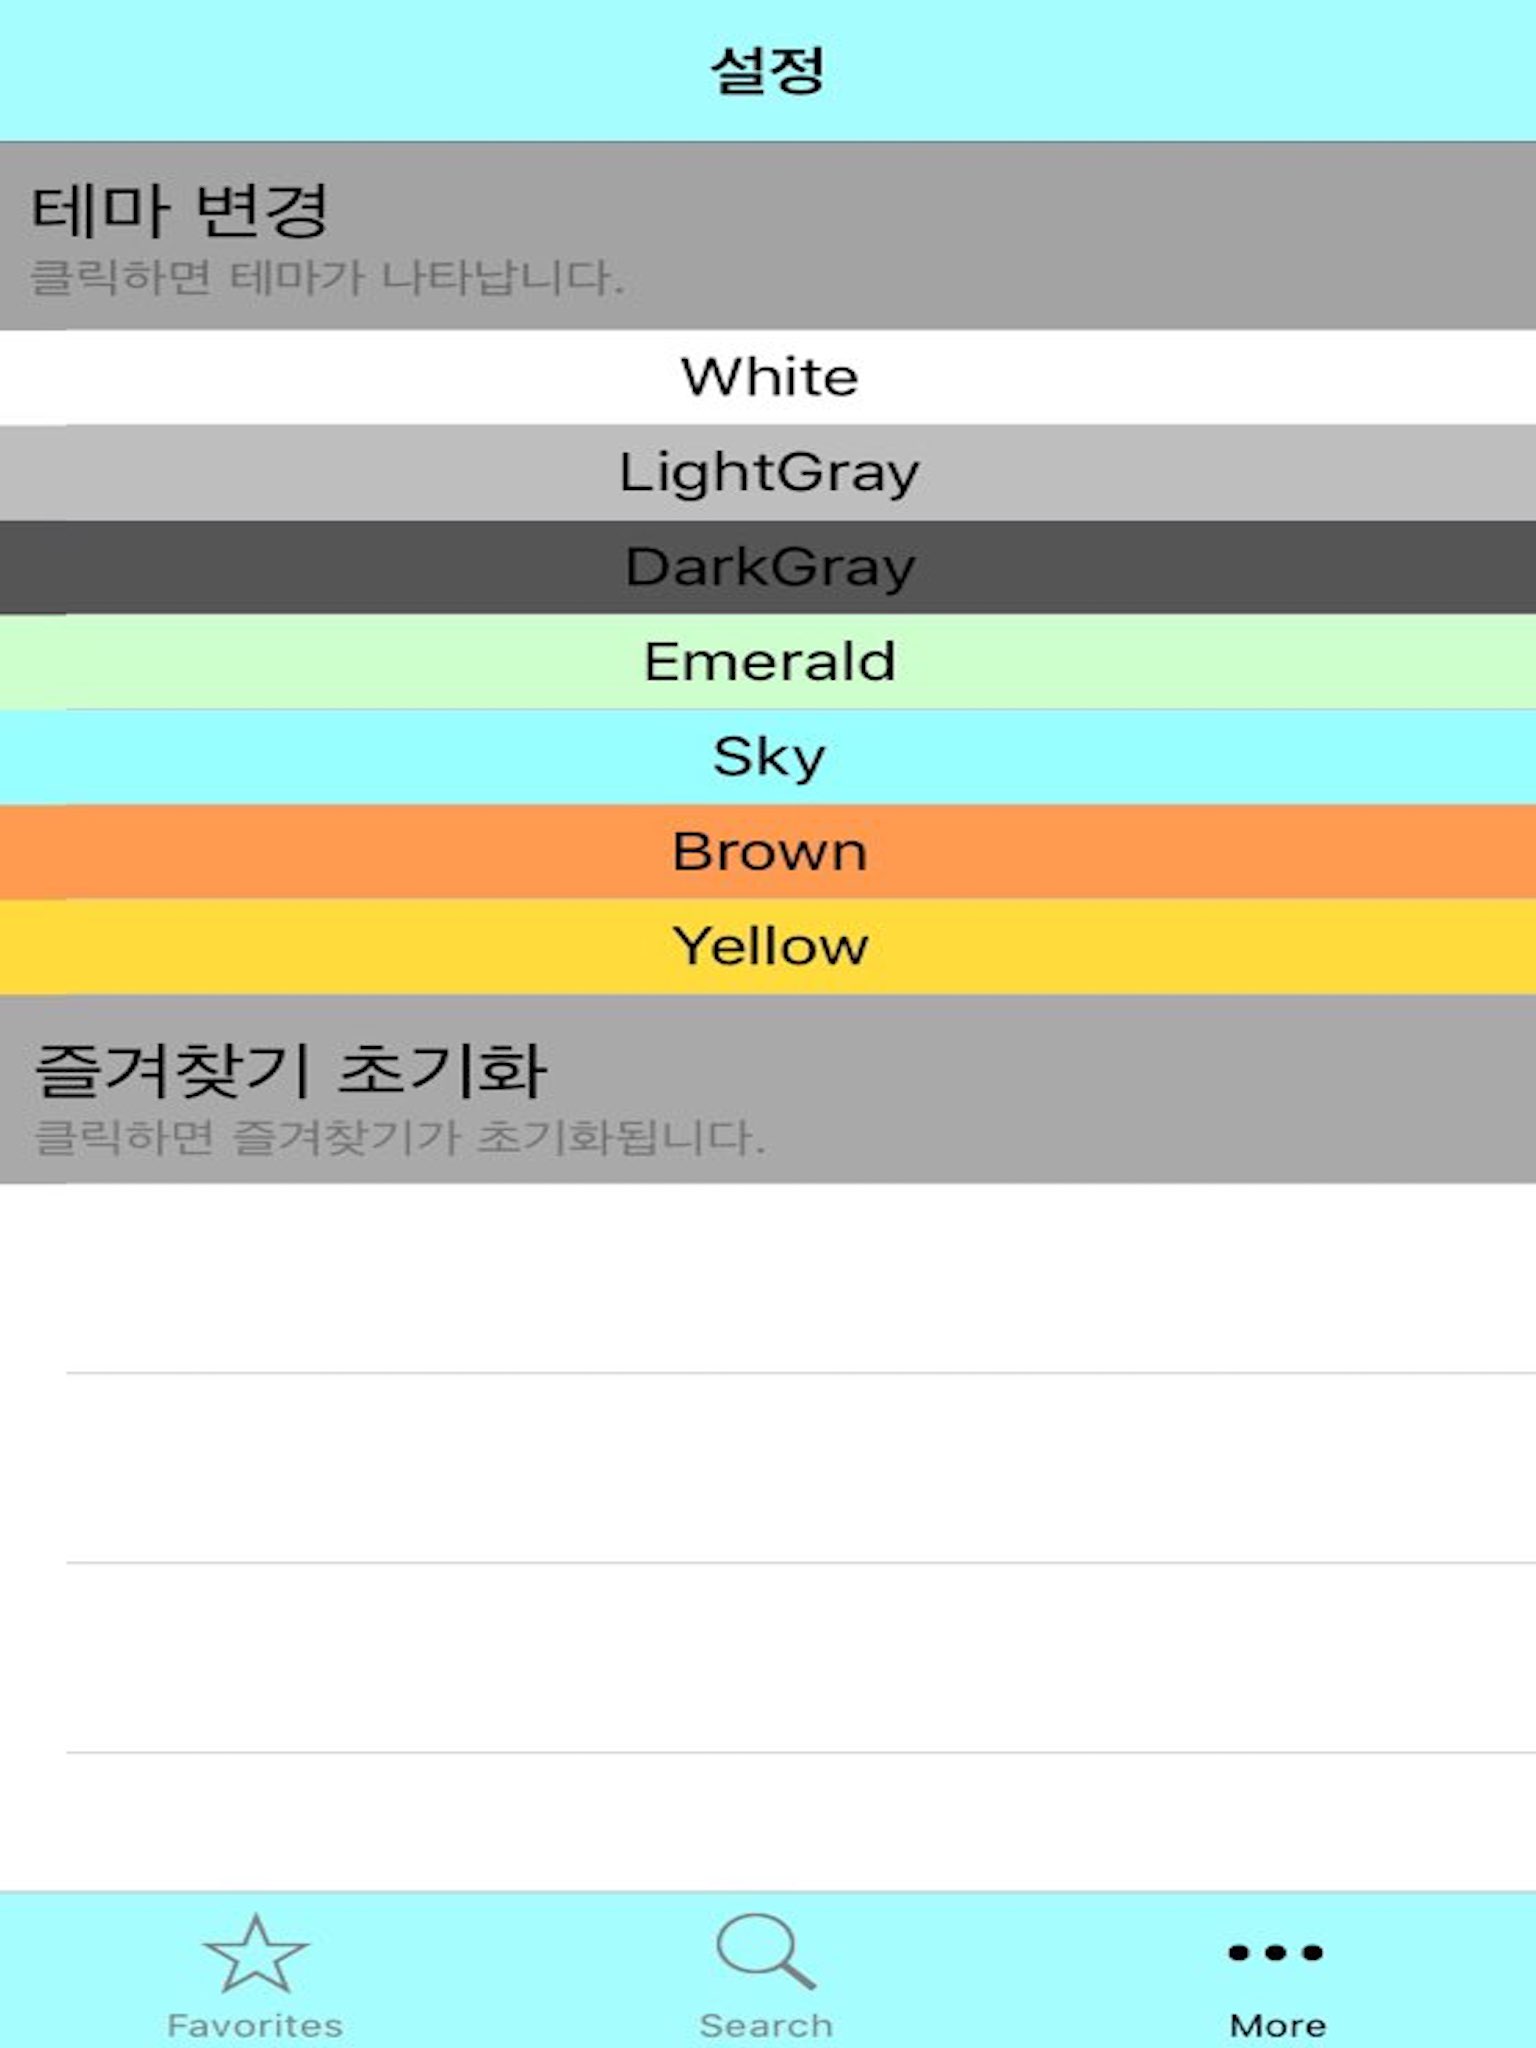 설정
테마 변경
클릭하면 테마가 나타납니다.
White
LightGray
DarkGray
Emerald
Sky
Brown
Yellow
즐겨찾기 초기화
클릭하면 즐겨찾기가 초기화됩니다.
Favorites
Search
More